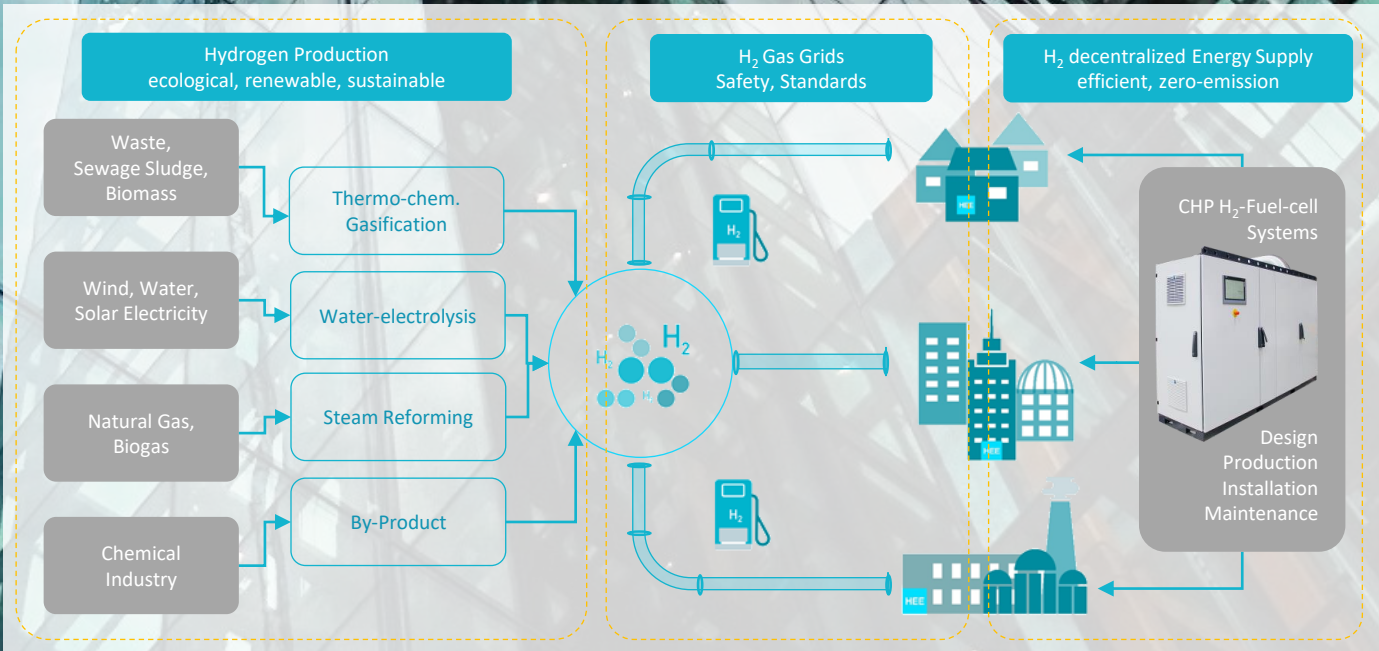 Hydrogen Production
ecological, renewable, sustainable
H₂ Gas Grids
Safety, Standards
H₂ decentralized Energy Supply
efficient, zero-emission
Waste,
Sewage Sludge,
Biomass
Thermo-chem.
Gasification
Wind, Water,
Solar Electricity
Water-electrolysis
Natural Gas,
Biogas
Steam Reforming
Chemical
Industry
By-Product
H₂
H₂
H
H₂
H₂
HEE
HEE
HEE
CHP H₂-Fuel-cell
Systems
Design
Production
Installation
Maintenance